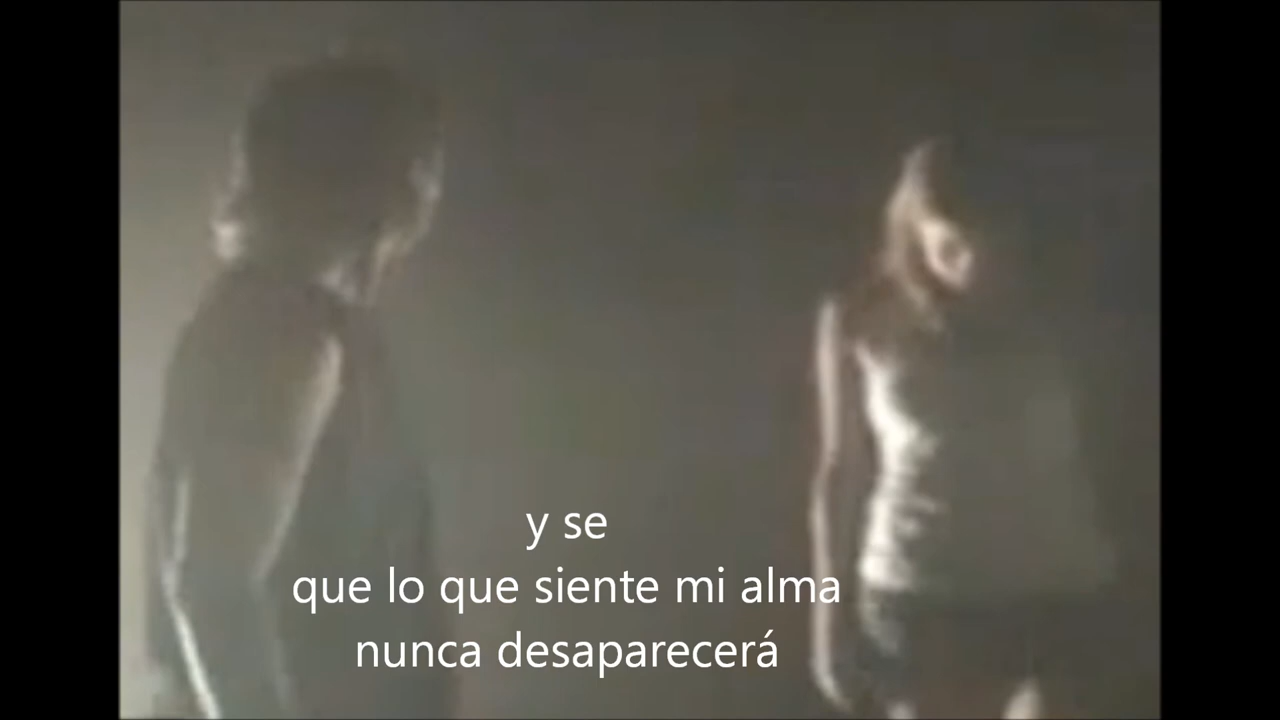 y se
que lo que siente mi alma
nunca desaparecerá